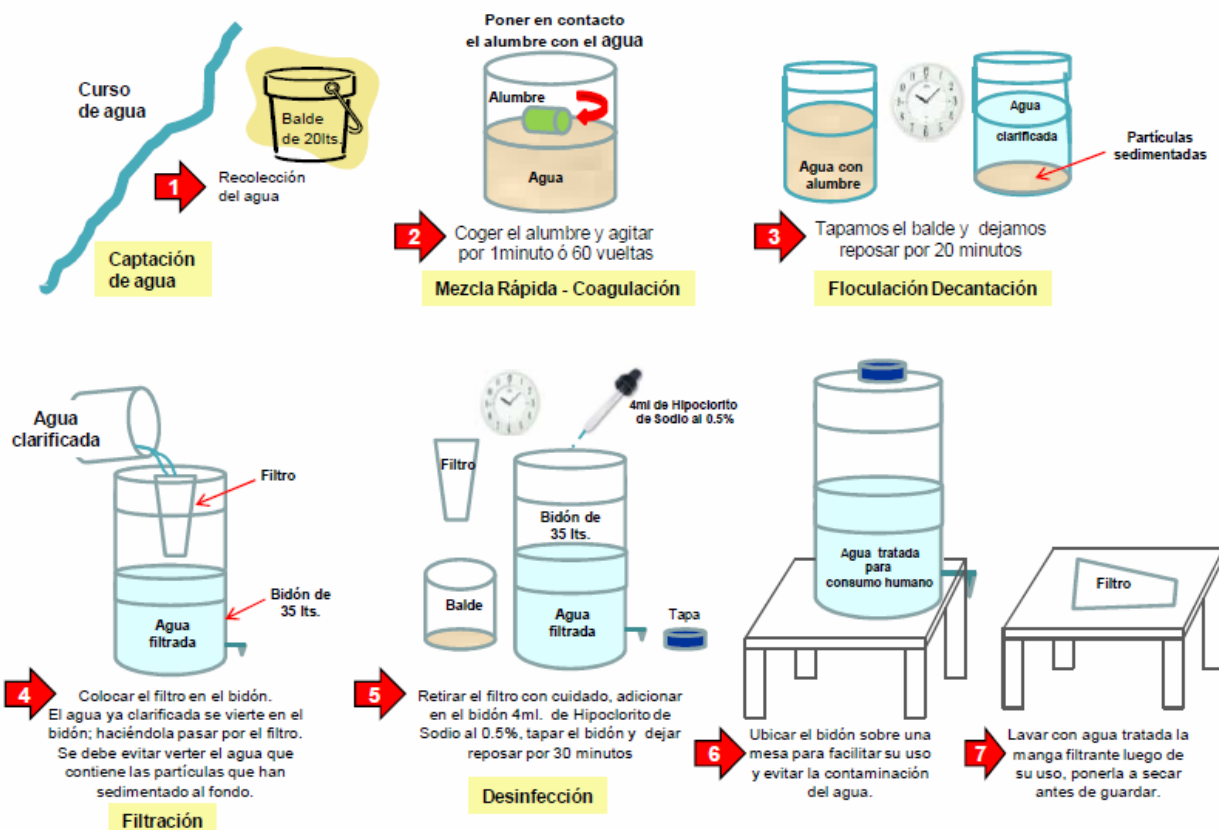 Curso
de agua
Balde
de 20lts.
1
Recolección
del agua
Captación
de agua
Poner en contacto
el alumbre con el agua
Alumbre
Agua
2
Coger el alumbre y agitar
por 1minuto ó 60 vueltas
Mezcla Rápida - Coagulación
Agua con
alumbre
Agua
clarificada
Partículas
sedimentadas
3
Tapamos el balde y dejamos
reposar por 20 minutos
Floculación Decantación
Agua
clarificada
Filtro
Bidón de
35 lts.
Agua
filtrada
4
Colocar el filtro en el bidón.
El agua ya clarificada se vierte en el
bidón; haciéndola pasar por el filtro.
Se debe evitar verter el agua que
contiene las partículas que han
sedimentado al fondo.
Filtración
4ml de Hipoclorito
de Sodio al 0.5%
Filtro
Bidón de
35 lts.
Balde
Agua
filtrada
Tapa
5
Retirar el filtro con cuidado, adicionar
en el bidón 4ml. de Hipoclorito de
Sodio al 0.5%, tapar el bidón y dejar
reposar por 30 minutos
Desinfección
Agua tratada
para
consumo humano
6
Ubicar el bidón sobre una
mesa para facilitar su uso
y evitar la contaminación
del agua.
Filtro
7
Lavar con agua tratada la
manga filtrante luego de
su uso, ponerla a secar
antes de guardar.